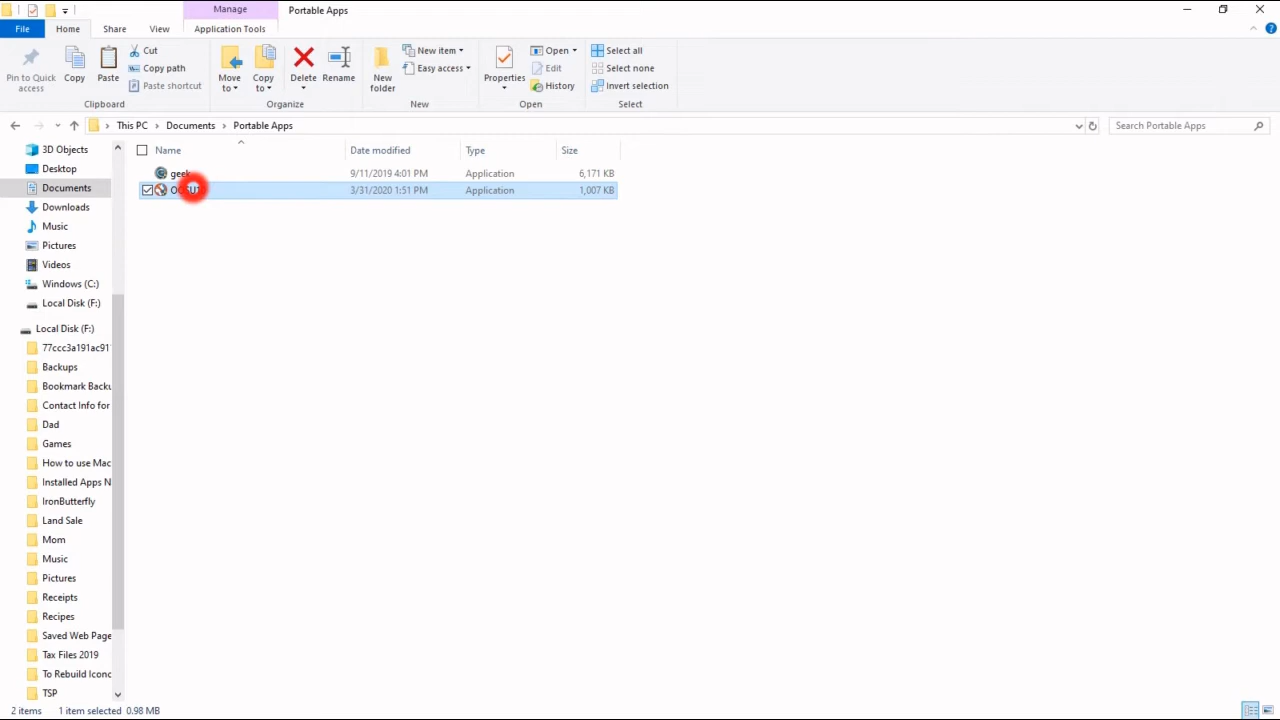 Manage
Portable Apps
File
Home
Share
View
Application Tools
Pin to Quick access
Copy
Paste
Cut
Copy path
Paste shortcut
Clipboard
Move to
Copy to
Delete
Rename
Organize
New folder
New item
Easy access
New
Properties
Open
Edit
History
Open
Select all
Select none
Invert selection
Select
This PC > Documents > Portable Apps
Search Portable Apps
Name
Date modified
Type
Size
geek
9/11/2019 4:01 PM
Application
6,171 KB
3/31/2020 1:51 PM
Application
1,007 KB
3D Objects
Desktop
Documents
Downloads
Music
Pictures
Videos
Windows (C:)
Local Disk (F:)
Local Disk (F:)
77ccc3a191ac91
Backups
Bookmark Backu
Contact Info for
Dad
Games
How to use Mac
Installed Apps N
IronButterfly
Land Sale
Mom
Music
Pictures
Receipts
Recipes
Saved Web Page
Tax Files 2019
To Rebuild Iconc
TSP
2 items
1 item selected 0.98 MB